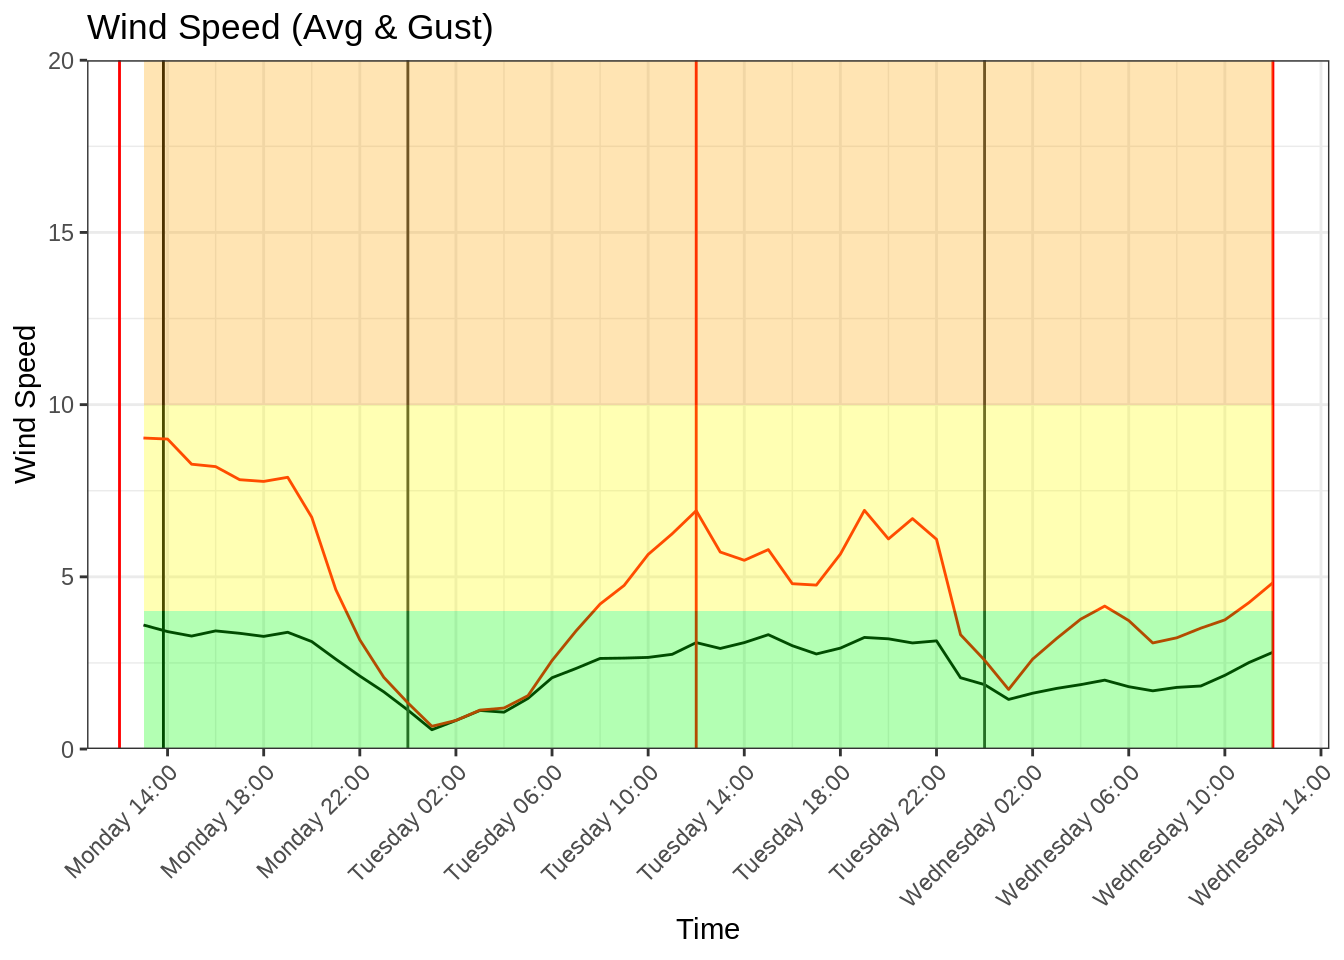 Wind Speed (Avg & Gust)
20
15
10
5
0
Wind Speed
Monday 14:00
Monday 18:00
Monday 22:00
Tuesday 02:00
Tuesday 06:00
Tuesday 10:00
Tuesday 14:00
Tuesday 18:00
Tuesday 22:00
Wednesday 02:00
Wednesday 06:00
Wednesday 10:00
Wednesday 14:00
Time